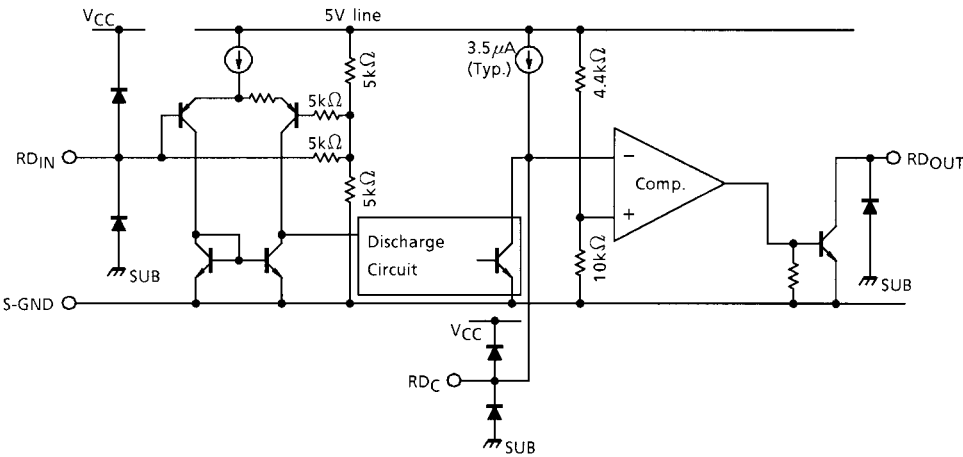 VCC
5V line
3.5μA
(Typ.)
5kΩ
4.4kΩ
5kΩ
5kΩ
RDIN
5kΩ
Comp.
RDOUT
Discharge
Circuit
10kΩ
SUB
SUB
S-GND
VCC
RDC
SUB